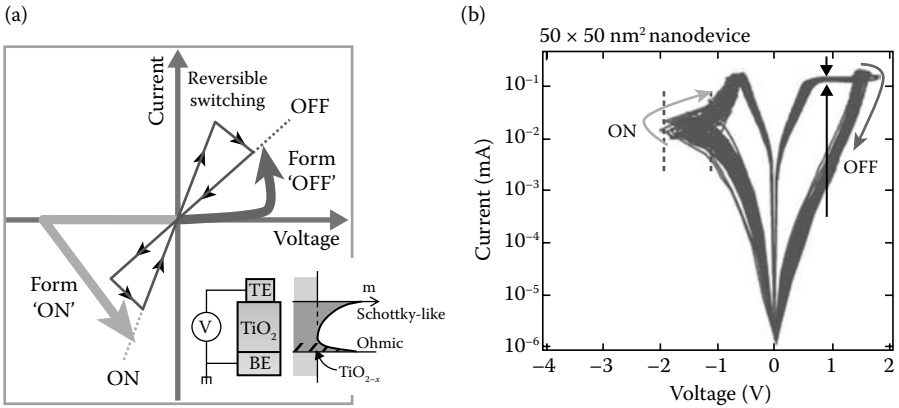 (a)
Current
Reversible
switching
OFF
Form
'OFF'
Voltage
Form
'ON'
ON
V
TE
TiO2
BE
m
Schottky-like
Ohmic
TiO2−x
(b)
50 × 50 nm² nanodevice
Current (mA)
10⁻¹
10⁻²
10⁻³
10⁻⁴
10⁻⁵
10⁻⁶
ON
OFF
−4 −3 −2 −1 0 1 2
Voltage (V)